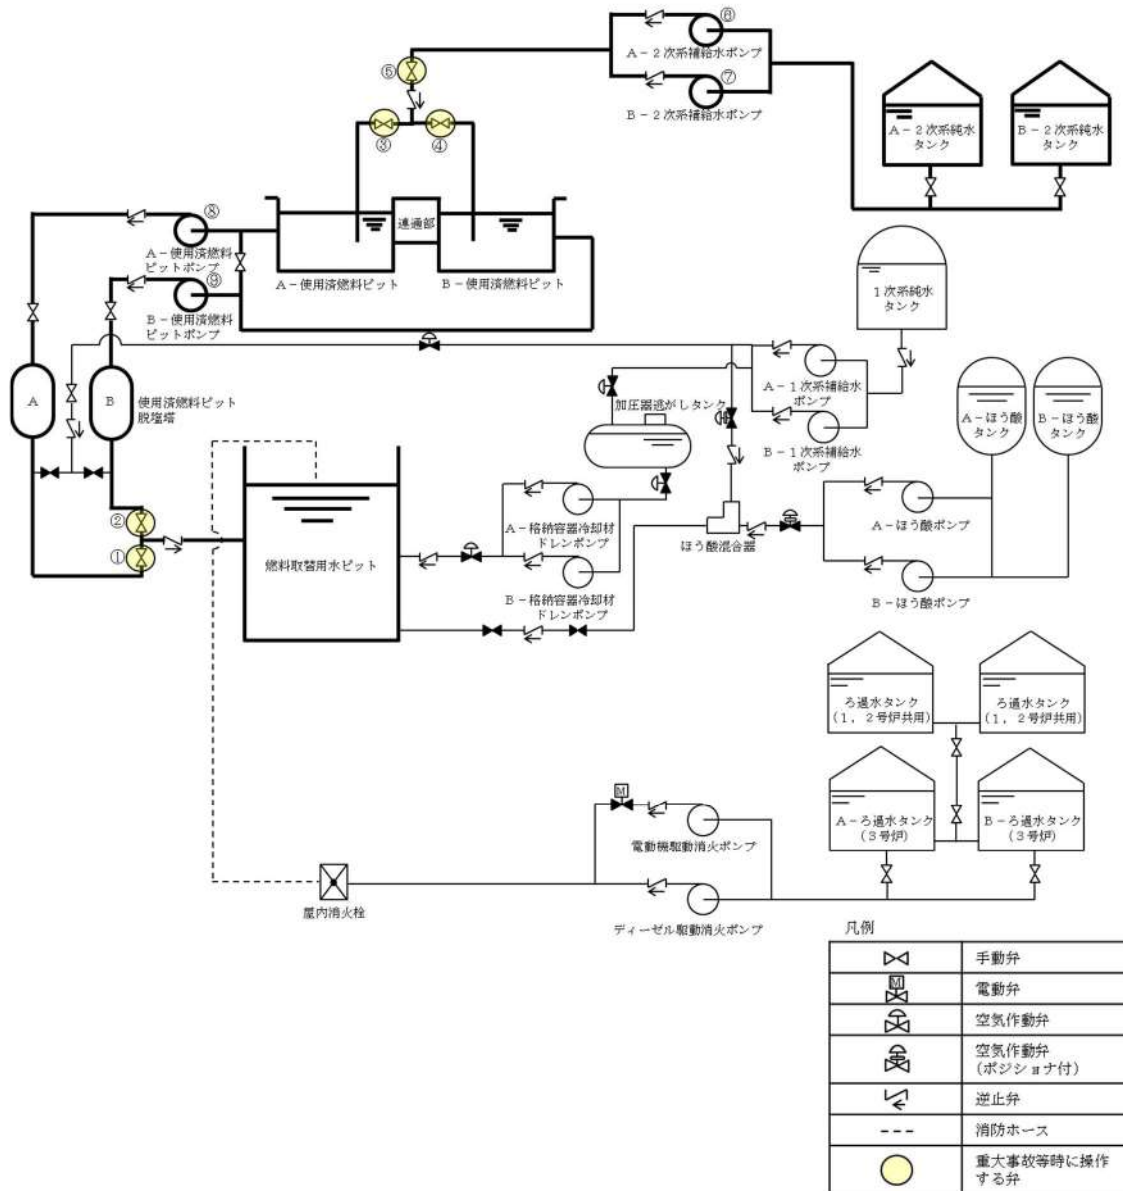 ⑥
A－2次系補給水ポンプ
⑦
B－2次系補給水ポンプ
⑤
③
④
A－2次系純水
タンク
B－2次系純水
タンク
⑧
A－使用済燃料
ピットポンプ
⑨
B－使用済燃料
ピットポンプ
連通部
A－使用済燃料ピット
B－使用済燃料ピット
1次系純水
タンク
A
B
使用済燃料ピット
脱塩塔
加圧器逃がしタンク
A－1次系補給水
ポンプ
B－1次系補給水
ポンプ
A－ほう酸
タンク
B－ほう酸
タンク
②
①
燃料取替用水ピット
A－格納容器冷却材
ドレンポンプ
B－格納容器冷却材
ドレンポンプ
ほう酸混合器
A－ほう酸ポンプ
B－ほう酸ポンプ
ろ過水タンク
(1，2号炉共用)
ろ過水タンク
(1，2号炉共用)
A－ろ過水タンク
(3号炉)
B－ろ過水タンク
(3号炉)
M
電動機駆動消火ポンプ
屋内消火栓
ディーゼル駆動消火ポンプ
凡例
手動弁
M
電動弁
空気作動弁
空気作動弁
(ポジショナ付)
逆止弁
消防ホース
重大事故等時に操作
する弁